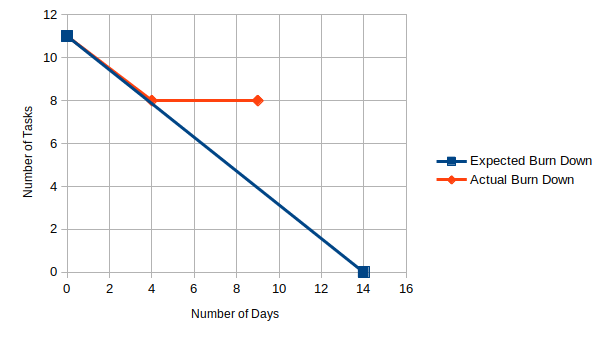 12
10
8
6
4
2
0
Number of Tasks
0 2 4 6 8 10 12 14 16
Number of Days
Expected Burn Down
Actual Burn Down